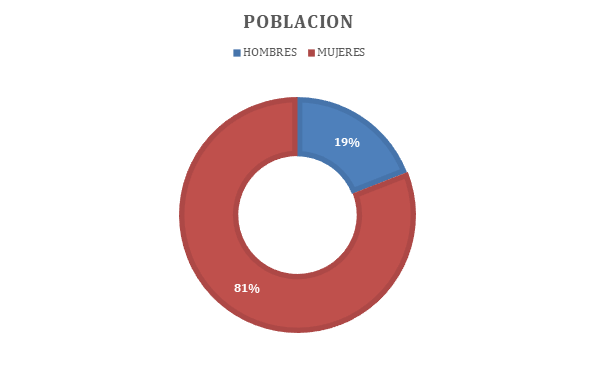 POBLACION
HOMBRES MUJERES
19%
81%